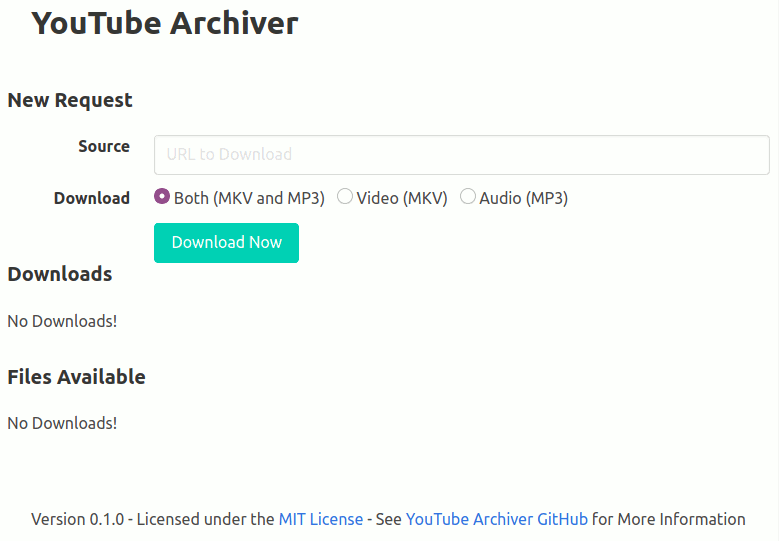 YouTube Archiver
New Request
Source
URL to Download
Download
Both (MKV and MP3) Video (MKV) Audio (MP3)
Download Now
Downloads
No Downloads!
Files Available
No Downloads!
Version 0.1.0 - Licensed under the MIT License - See YouTube Archiver GitHub for More Information